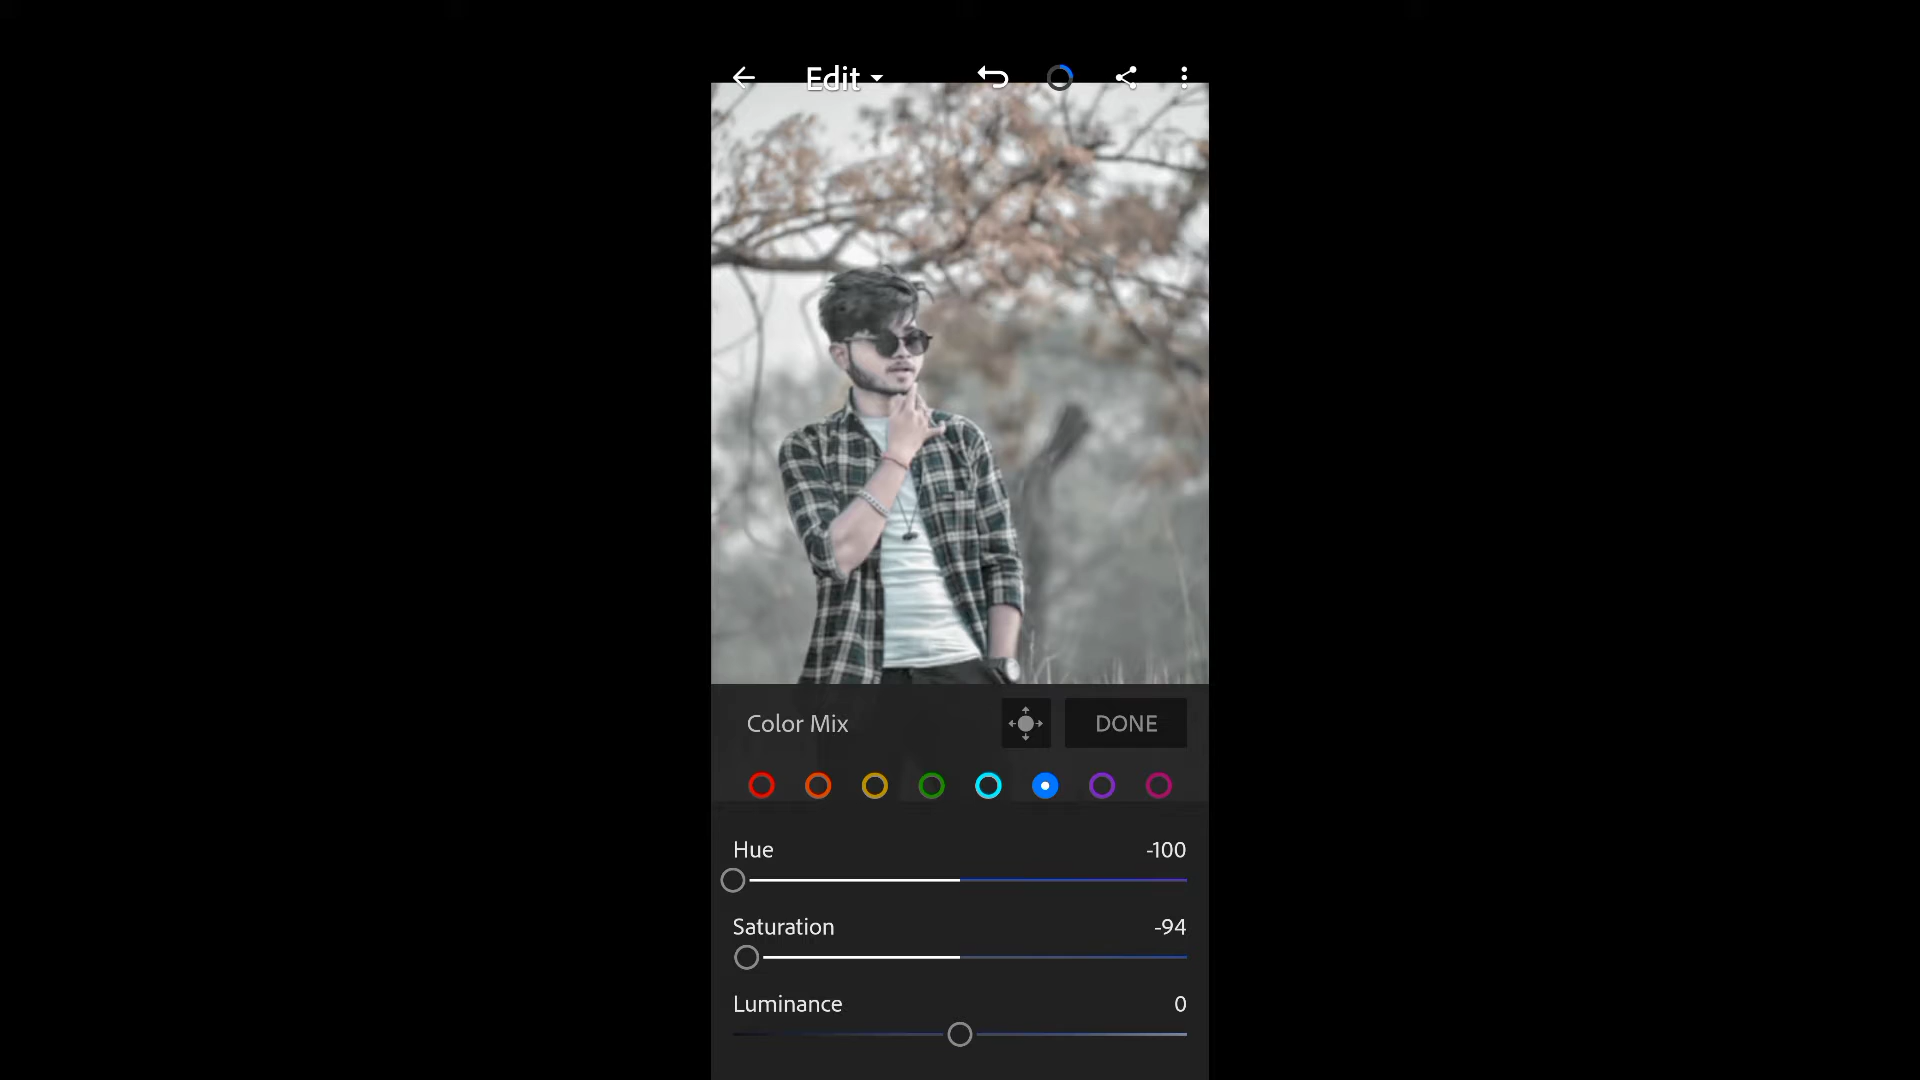 Edit
Color Mix
DONE
Hue -100
Saturation -94
Luminance 0